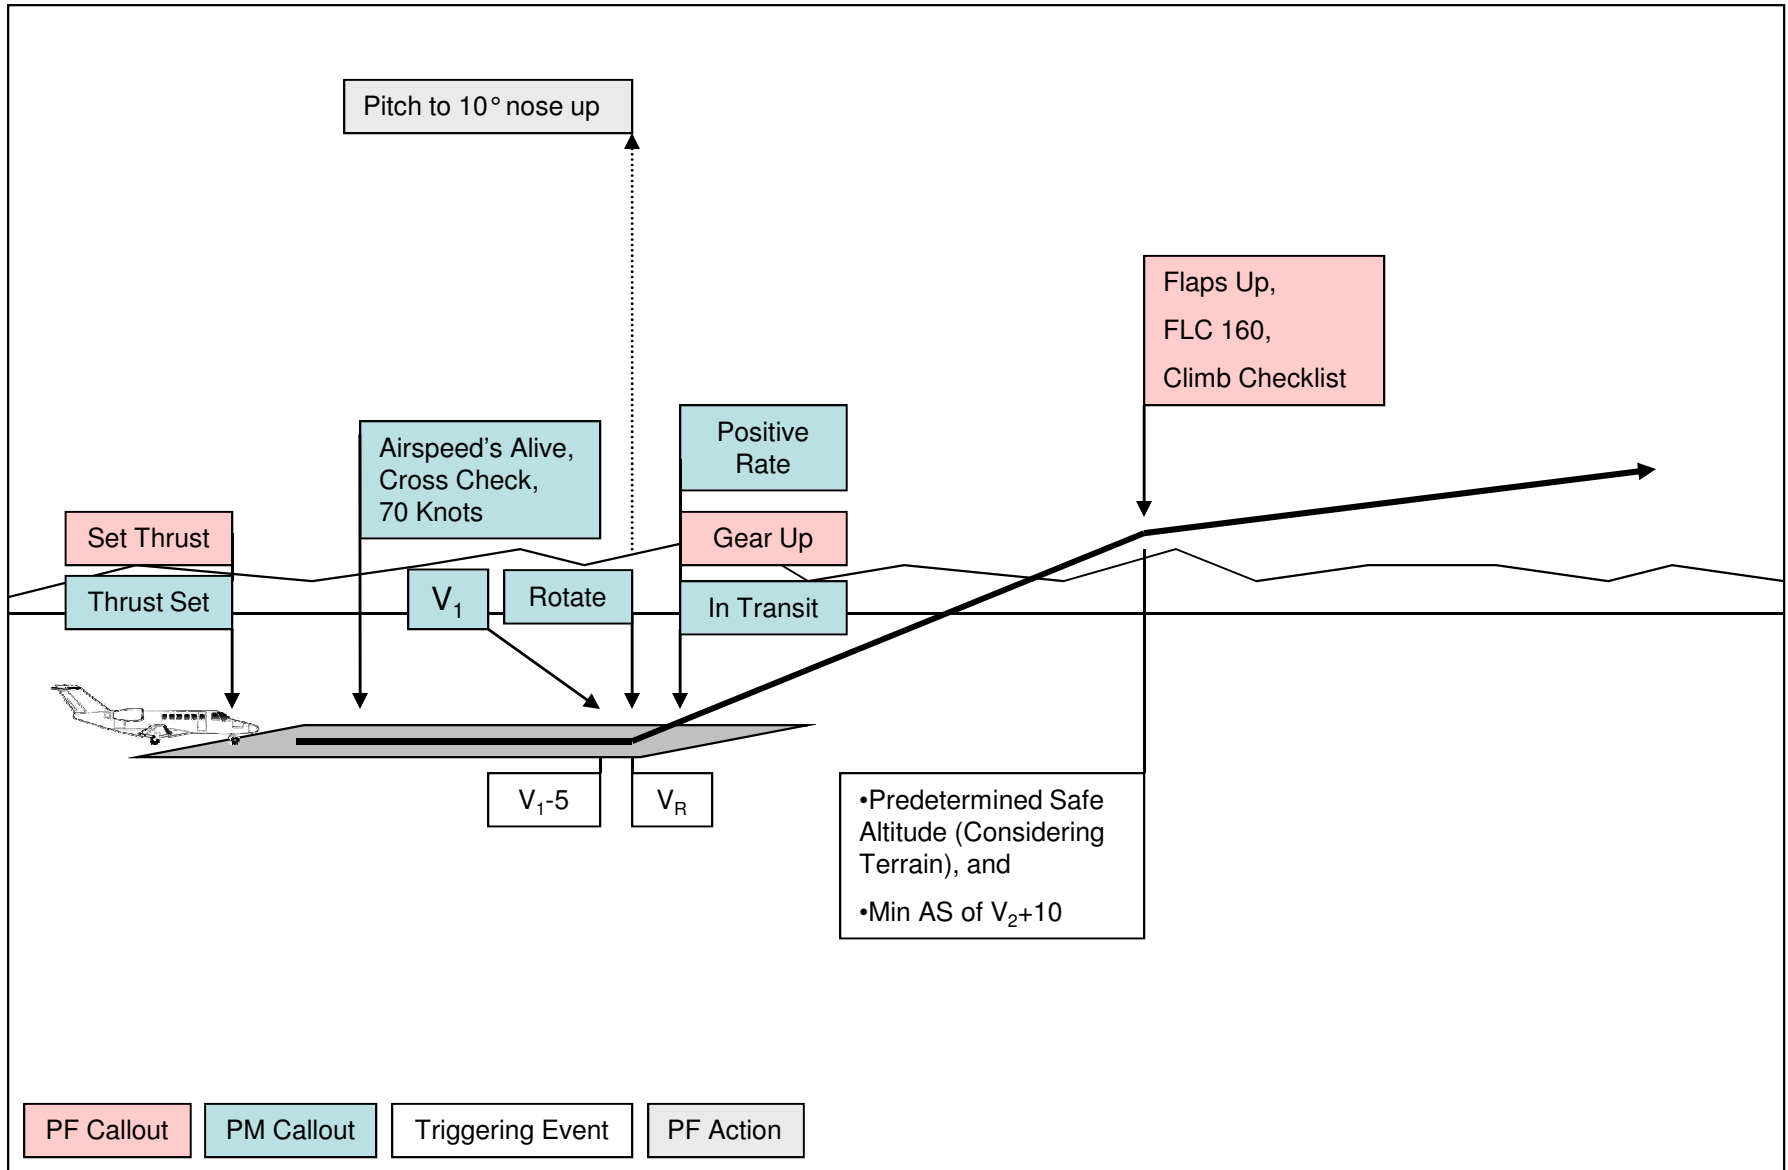 Pitch to 10° nose up
Flaps Up,
FLC 160,
Climb Checklist
Positive
Rate
Airspeed's Alive,
Cross Check,
70 Knots
Set Thrust
Gear Up
Thrust Set
V₁
Rotate
In Transit
V₁-5
V_R
•Predetermined Safe
Altitude (Considering
Terrain), and
•Min AS of V₂+10
PF Callout
PM Callout
Triggering Event
PF Action